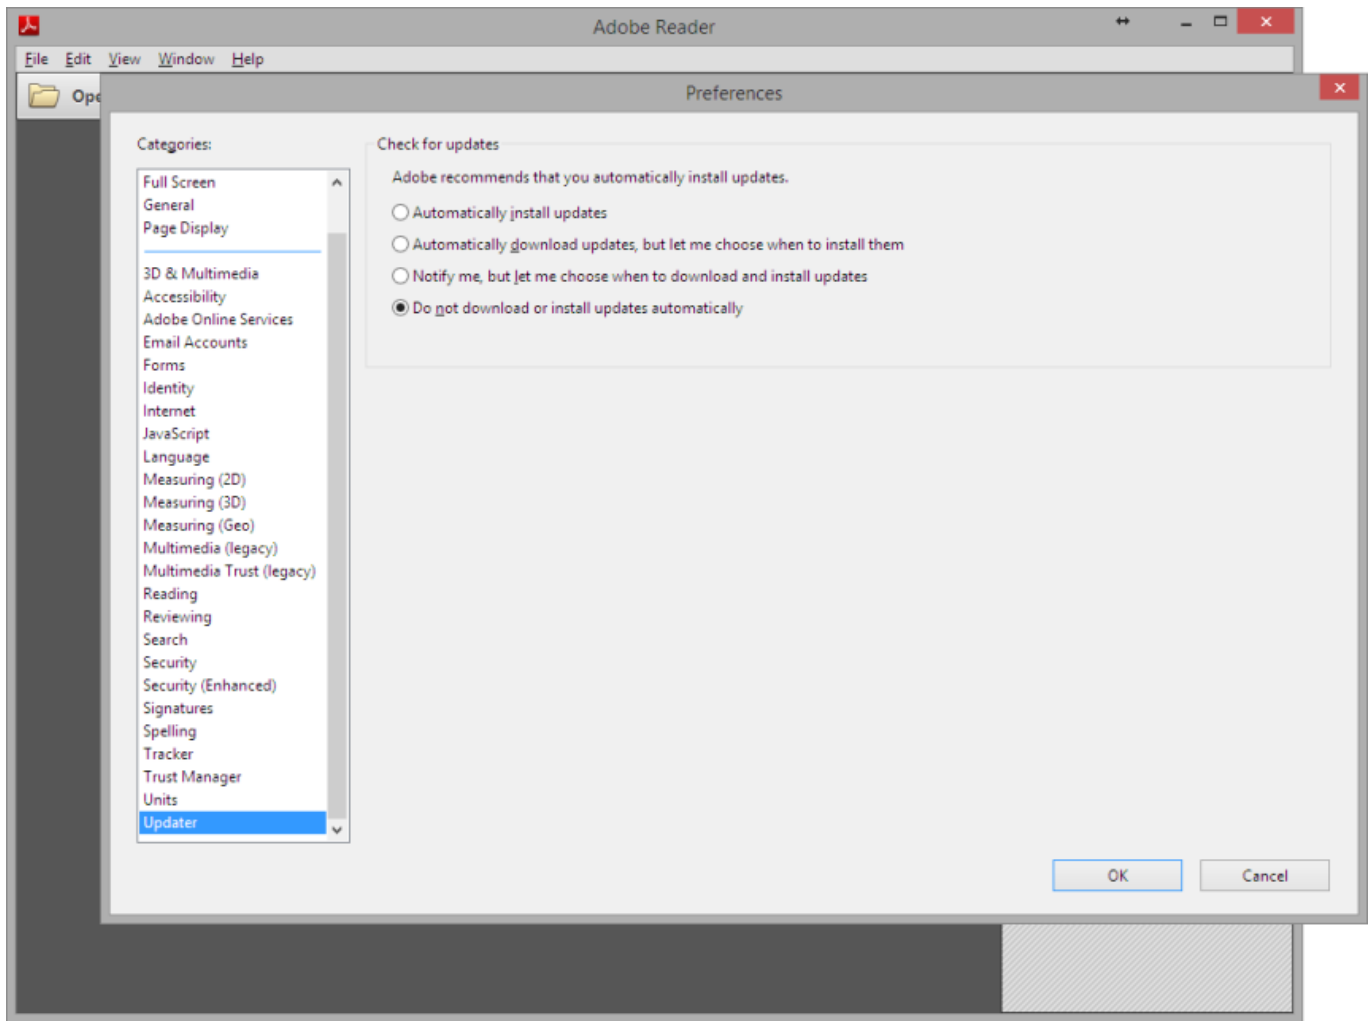 Adobe Reader
File Edit View Window Help
Ope
Preferences
Categories:
Full Screen
General
Page Display
3D & Multimedia
Accessibility
Adobe Online Services
Email Accounts
Forms
Identity
Internet
JavaScript
Language
Measuring (2D)
Measuring (3D)
Measuring (Geo)
Multimedia (legacy)
Multimedia Trust (legacy)
Reading
Reviewing
Search
Security
Security (Enhanced)
Signatures
Spelling
Tracker
Trust Manager
Units
Updater
Check for updates
Adobe recommends that you automatically install updates.
Automatically install updates
Automatically download updates, but let me choose when to install them
Notify me, but let me choose when to download and install updates
Do not download or install updates automatically
OK Cancel